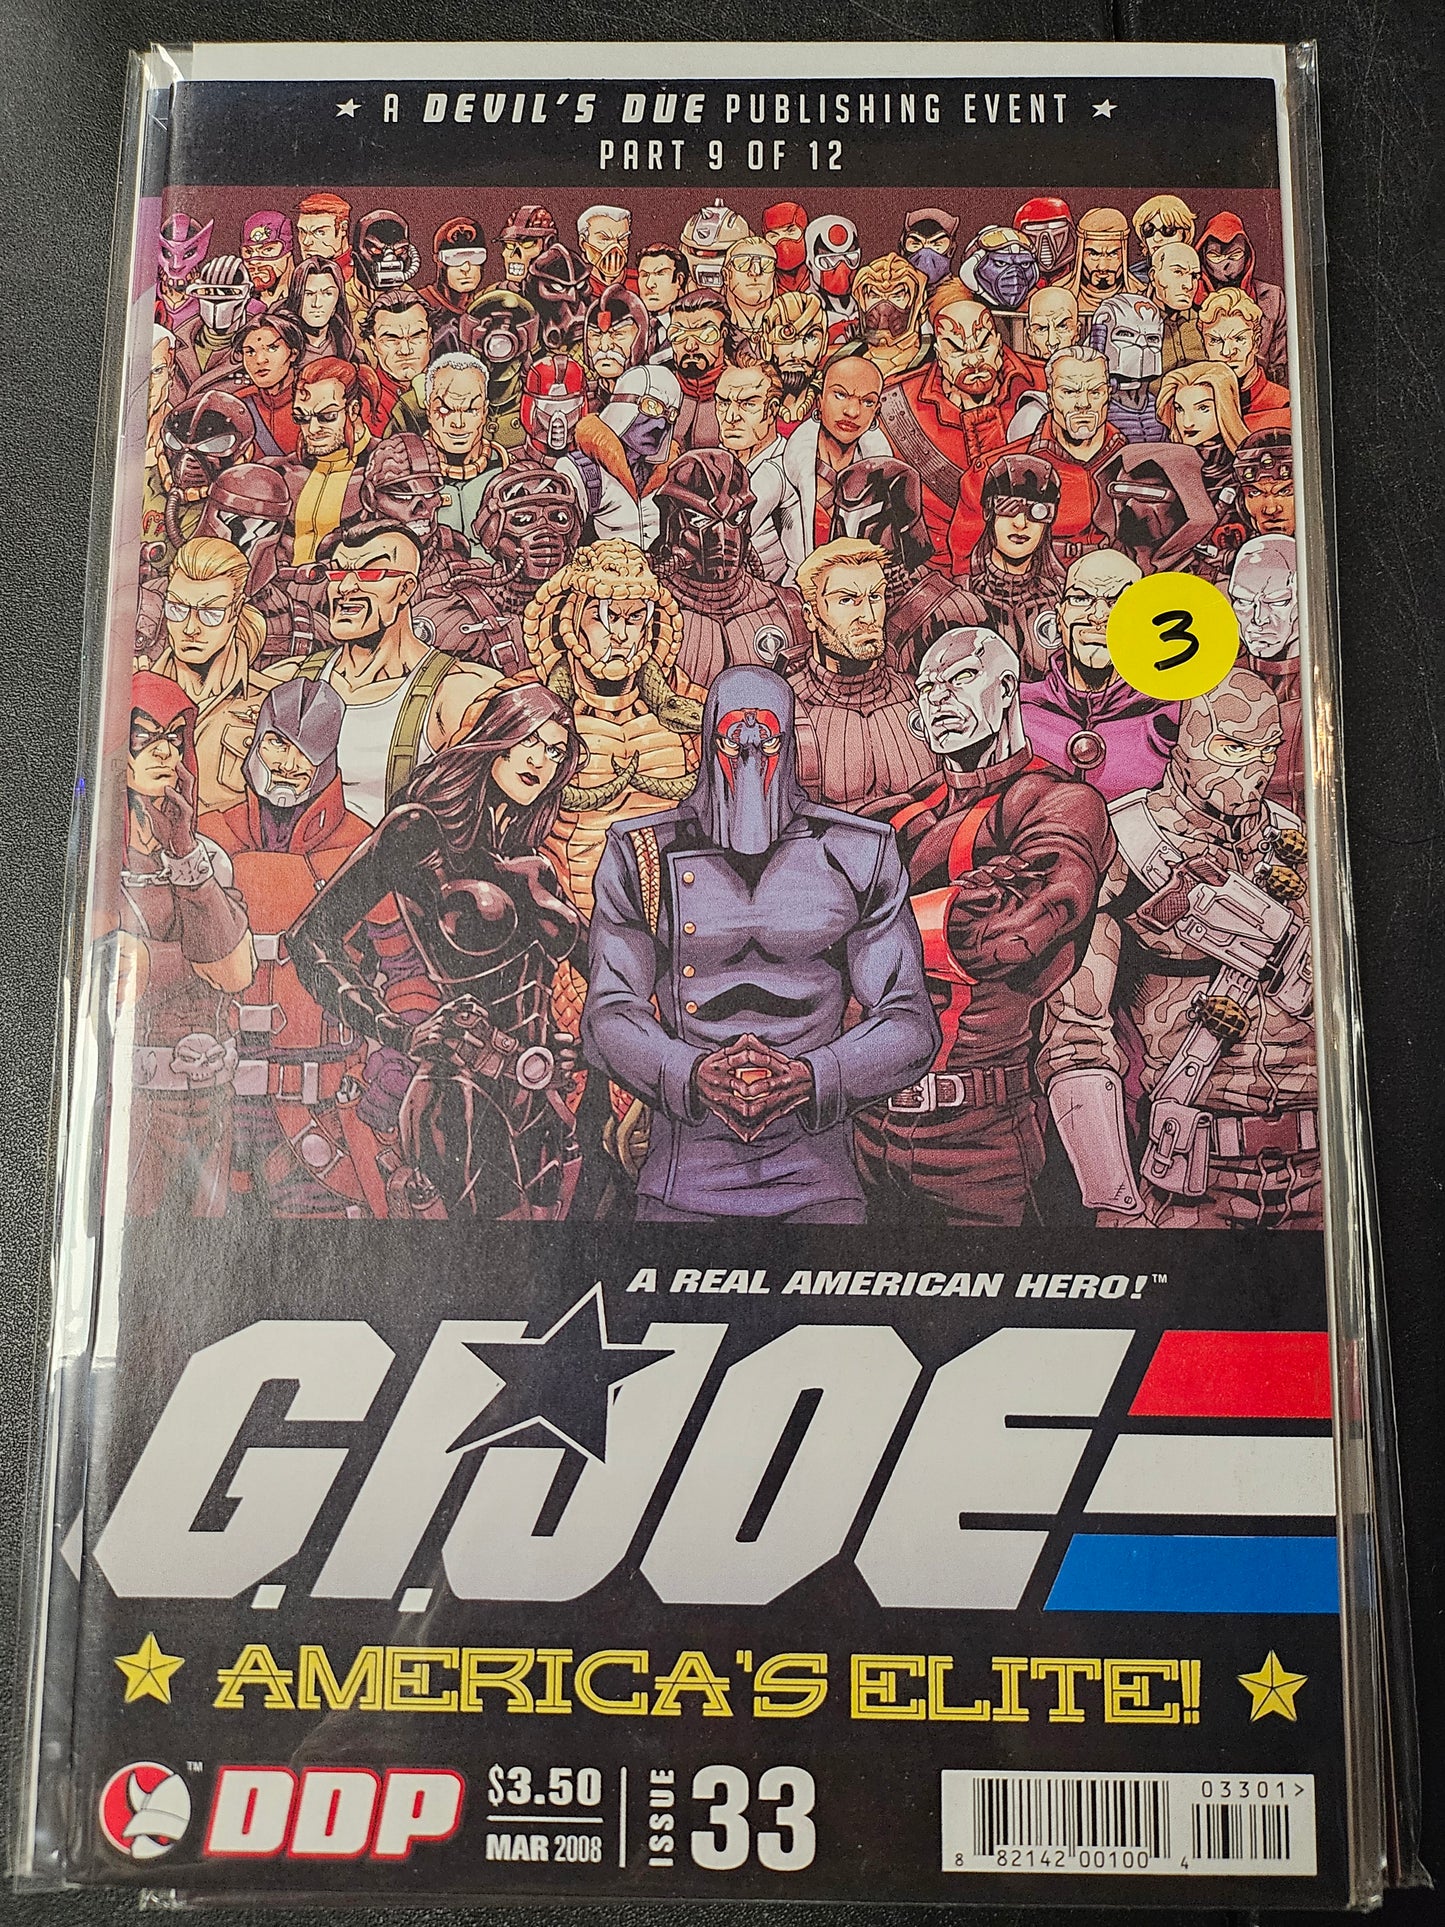 ★ A DEVIL'S DUE PUBLISHING EVENT ★
PART 9 OF 12
3
A REAL AMERICAN HERO!™
G.I. JOE
★ AMERICA'S ELITE! ★
™
DDP
$3.50
MAR 2008
ISSUE 33
03301>
8 82142 00100 4